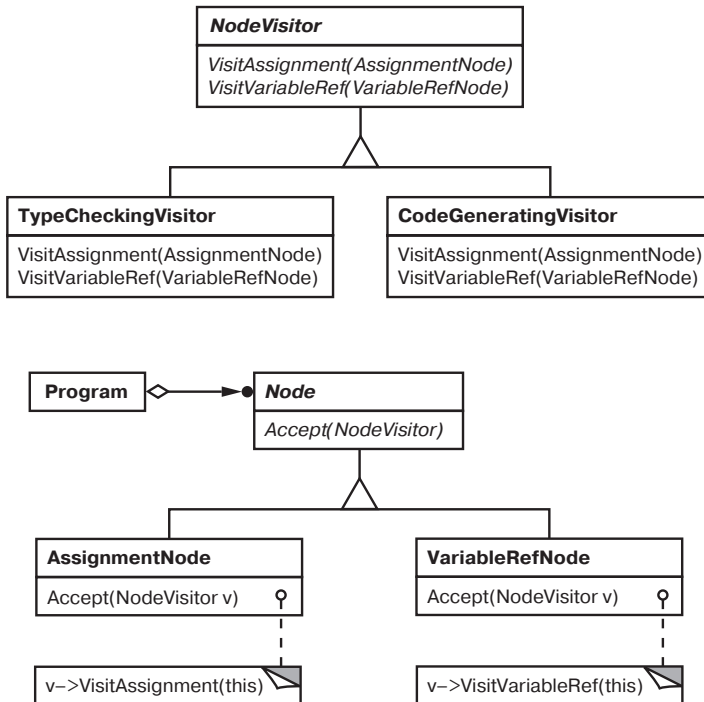 NodeVisitor
VisitAssignment(AssignmentNode)
VisitVariableRef(VariableRefNode)
TypeCheckingVisitor
VisitAssignment(AssignmentNode)
VisitVariableRef(VariableRefNode)
CodeGeneratingVisitor
VisitAssignment(AssignmentNode)
VisitVariableRef(VariableRefNode)
Program
Node
Accept(NodeVisitor)
AssignmentNode
Accept(NodeVisitor v)
VariableRefNode
Accept(NodeVisitor v)
v–>VisitAssignment(this)
v–>VisitVariableRef(this)